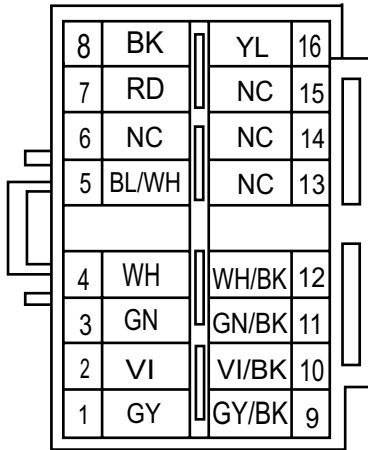 8 BK YL 16
7 RD NC 15
6 NC NC 14
5 BL/WH NC 13
4 WH WH/BK 12
3 GN GN/BK 11
2 VI VI/BK 10
1 GY GY/BK 9